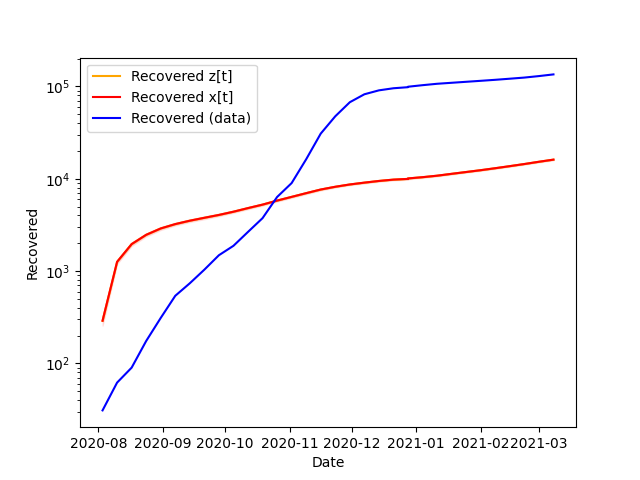 Recovered z[t]
Recovered x[t]
Recovered (data)
10^5
10^4
10^3
10^2
Recovered
2020-08 2020-09 2020-10 2020-11 2020-12 2021-01 2021-02 2021-03
Date